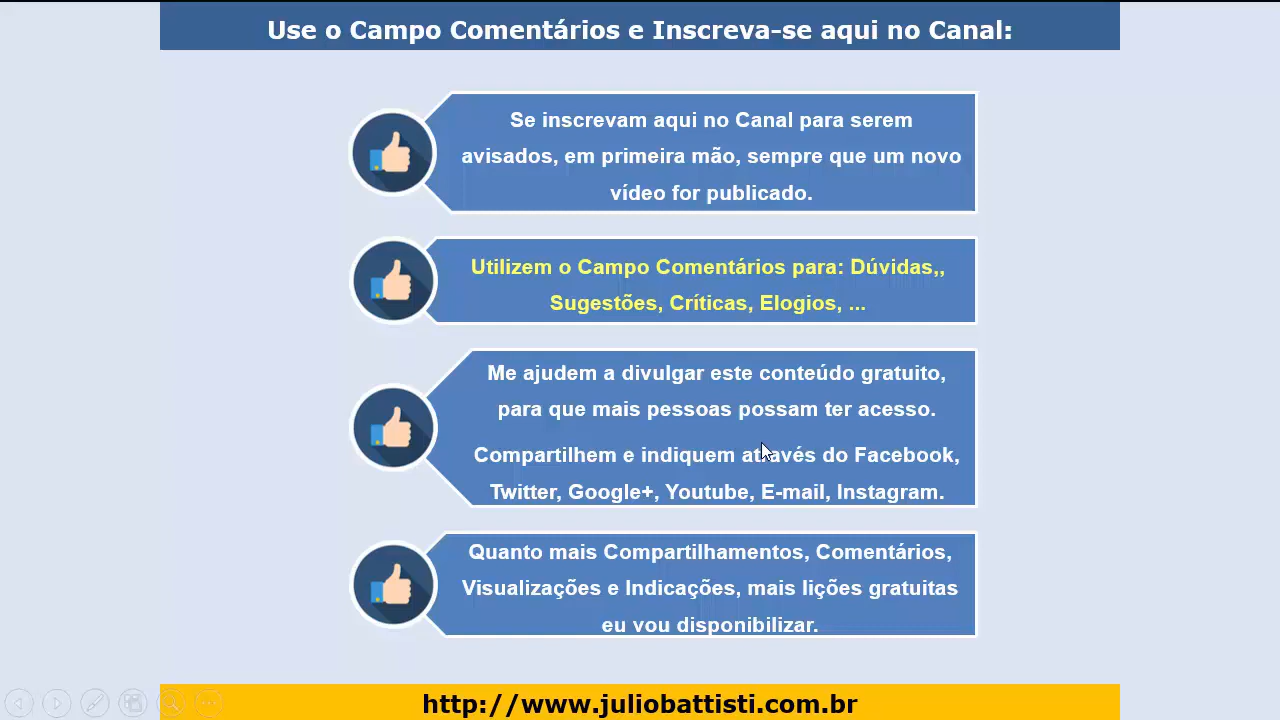 Use o Campo Comentários e Inscreva-se aqui no Canal:
Se inscrevam aqui no Canal para serem
avisados, em primeira mão, sempre que um novo
vídeo for publicado.
Utilizem o Campo Comentários para: Dúvidas,,
Sugestões, Críticas, Elogios, ...
Me ajudem a divulgar este conteúdo gratuito,
para que mais pessoas possam ter acesso.
Compartilhem e indiquem através do Facebook,
Twitter, Google+, Youtube, E-mail, Instagram.
Quanto mais Compartilhamentos, Comentários,
Visualizações e Indicações, mais lições gratuitas
eu vou disponibilizar.
http://www.juliobattisti.com.br